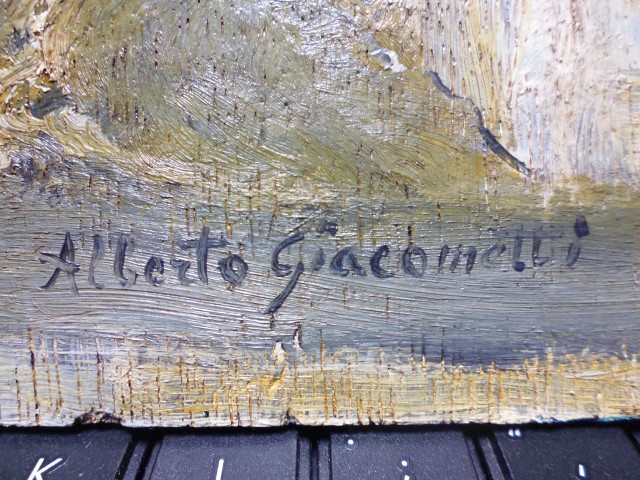 Alberto Giacometti
K L ; "